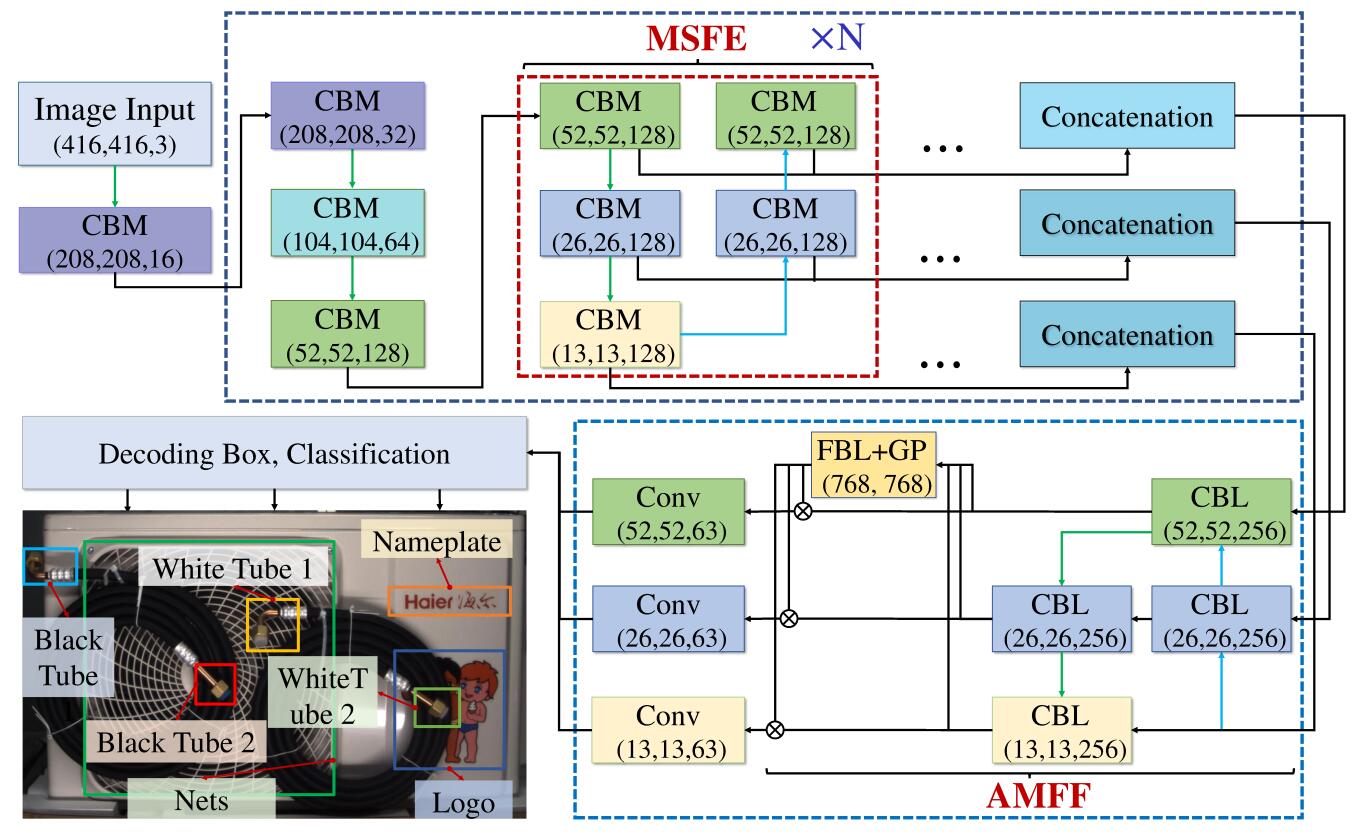 MSFE ×N
Image Input
(416,416,3)
CBM
(208,208,16)
CBM
(208,208,32)
CBM
(104,104,64)
CBM
(52,52,128)
CBM
(52,52,128)
CBM
(26,26,128)
CBM
(13,13,128)
CBM
(52,52,128)
CBM
(26,26,128)
...
...
...
Concatenation
Concatenation
Concatenation
Decoding Box, Classification
FBL+GP
(768, 768)
Conv
(52,52,63)
Conv
(26,26,63)
Conv
(13,13,63)
CBL
(52,52,256)
CBL
(26,26,256)
CBL
(26,26,256)
CBL
(13,13,256)
AMFF
Nameplate
White Tube 1
Haier 海尔
Black
Tube
WhiteT
ube 2
Black Tube 2
Nets
Logo